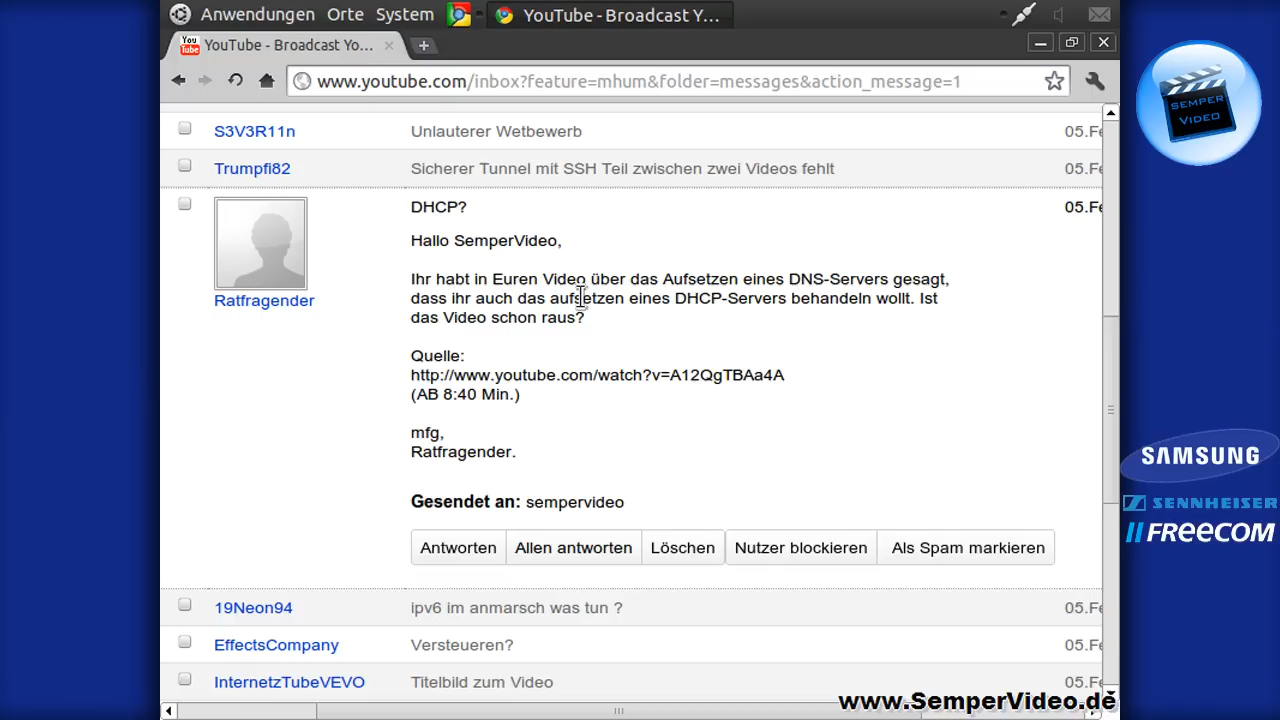 Anwendungen Orte System YouTube - Broadcast Y...
You Tube YouTube - Broadcast Yo...
www.youtube.com/inbox?feature=mhum&folder=messages&action_message=1
SEMPER
VIDEO
S3V3R11n Unlauterer Wetbewerb 05.Fe
Trumpfi82 Sicherer Tunnel mit SSH Teil zwischen zwei Videos fehlt 05.Fe
DHCP? 05.Fe
Hallo SemperVideo,
Ihr habt in Euren Video über das Aufsetzen eines DNS-Servers gesagt,
dass ihr auch das aufsetzen eines DHCP-Servers behandeln wollt. Ist
das Video schon raus?
Ratfragender
Quelle:
http://www.youtube.com/watch?v=A12QgTBAa4A
(AB 8:40 Min.)
mfg,
Ratfragender.
Gesendet an: sempervideo
Antworten Allen antworten Löschen Nutzer blockieren Als Spam markieren
19Neon94 ipv6 im anmarsch was tun ? 05.Fe
EffectsCompany Versteueren? 05.Fe
InternetzTubeVEVO Titelbild zum Video 05.Fe
SAMSUNG
SENNHEISER
FREECOM
www.SemperVideo.de